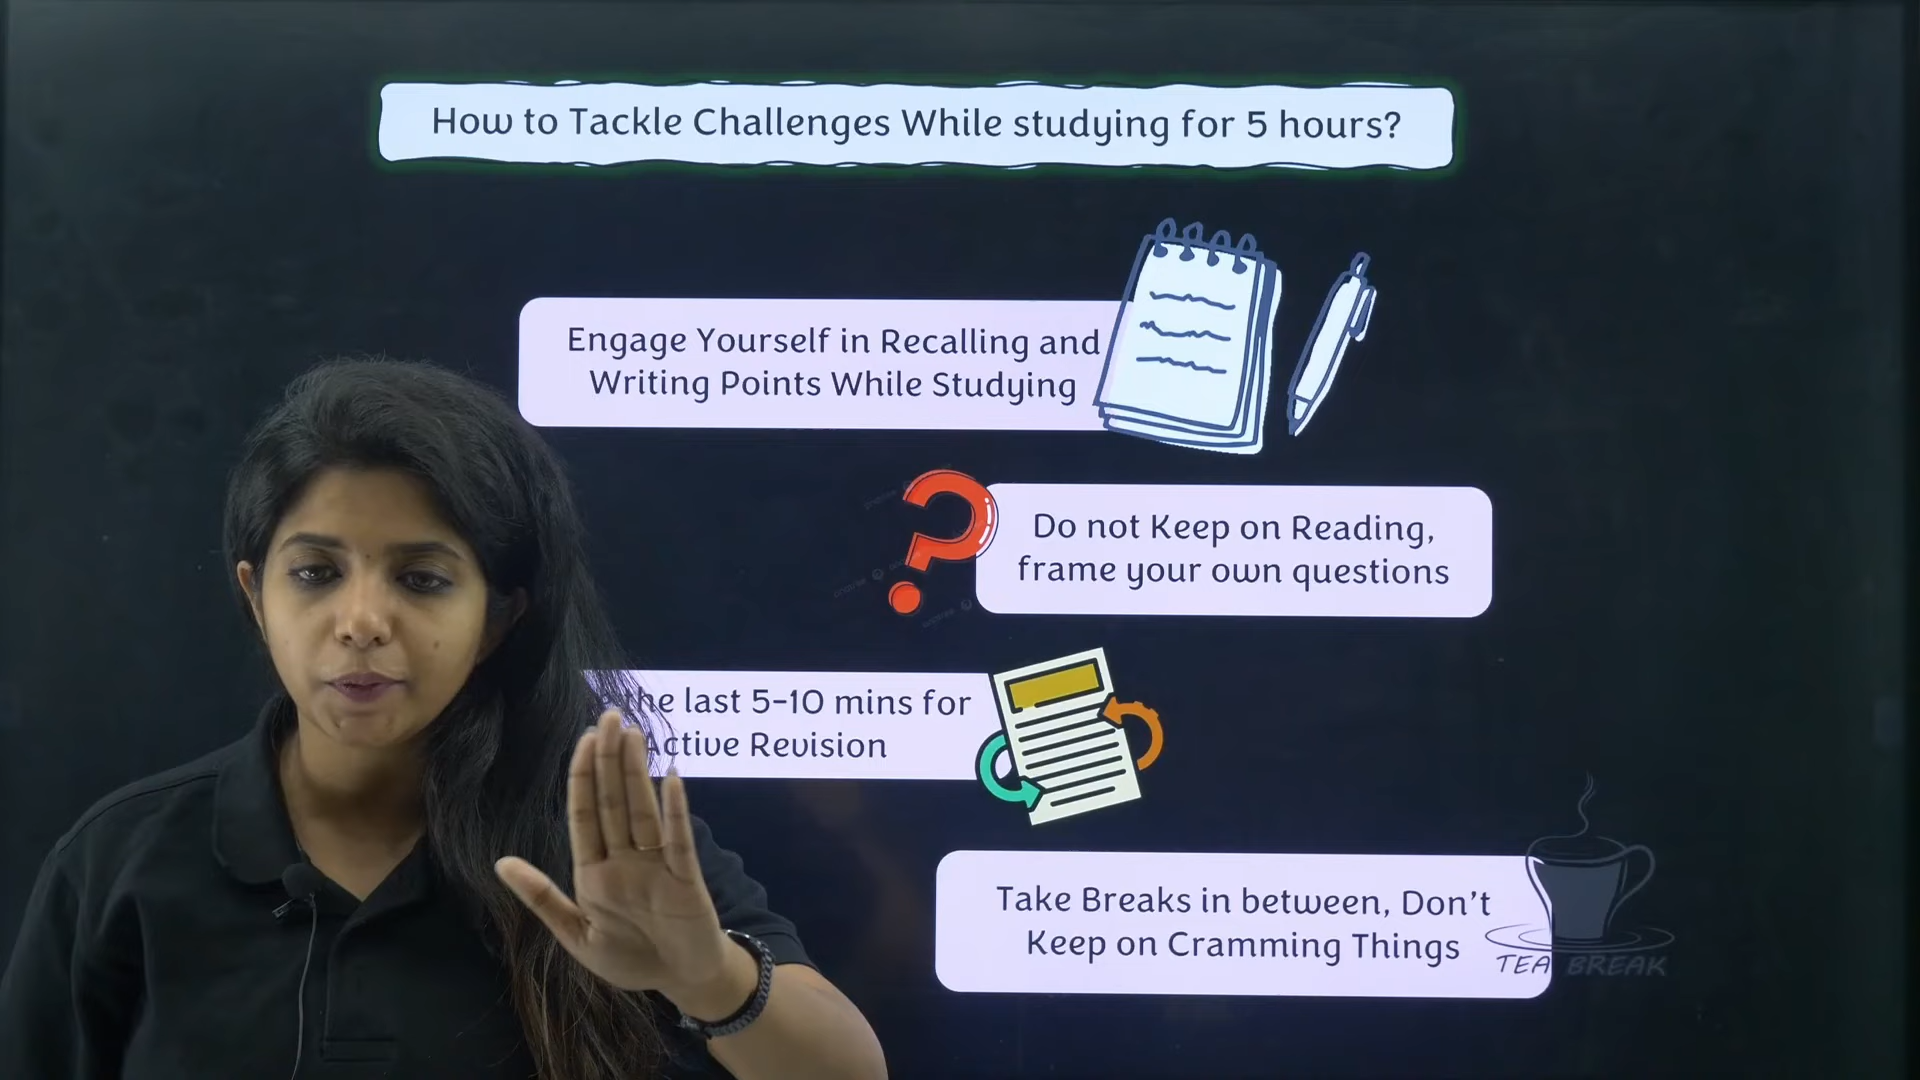 How to Tackle Challenges While studying for 5 hours?
Engage Yourself in Recalling and
Writing Points While Studying
Do not Keep on Reading,
frame your own questions
the last 5-10 mins for
Active Revision
Take Breaks in between, Don't
Keep on Cramming Things
TEA BREAK